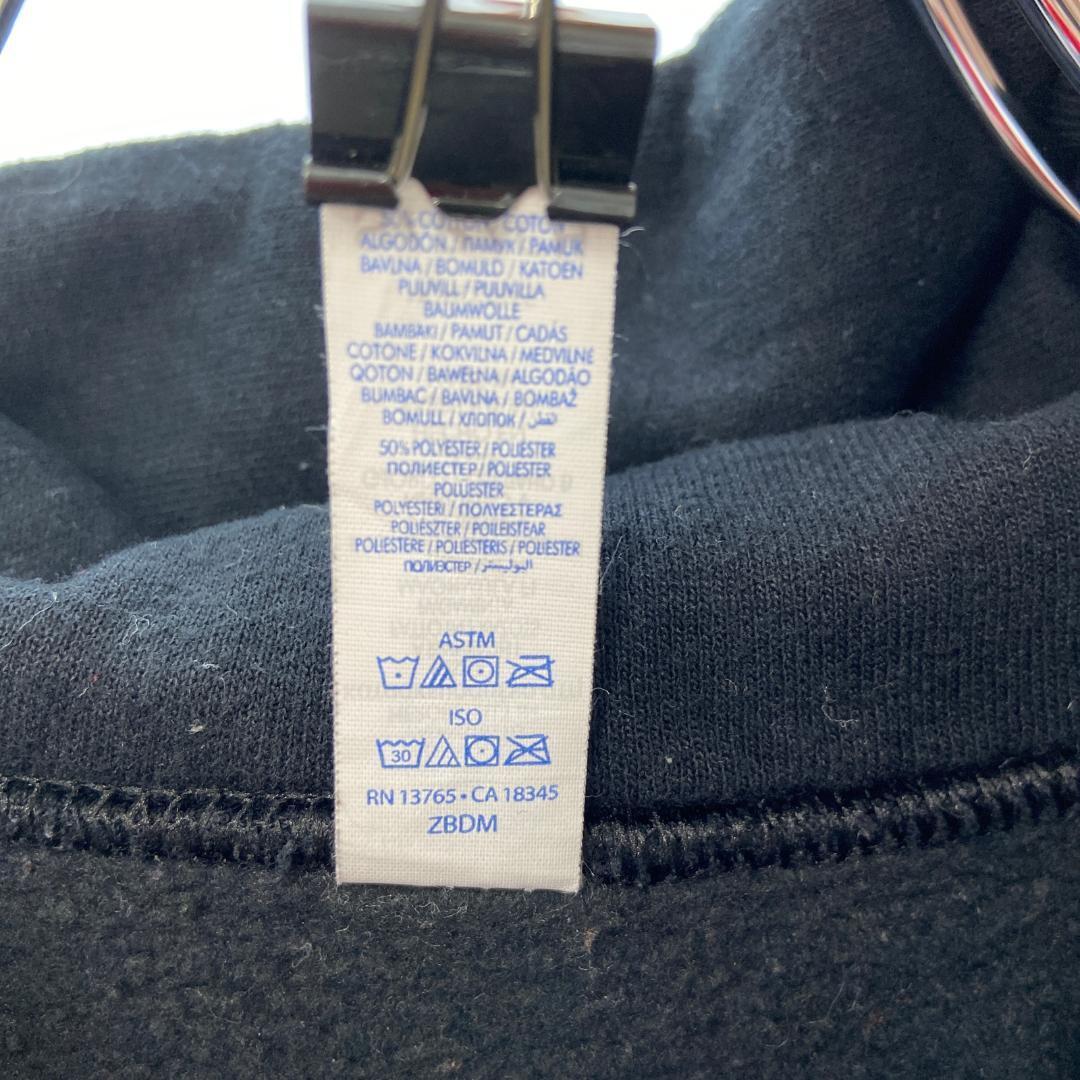 50% COTTON / COTON
ALGODÓN / ПАМУК / PAMUK
BAVLNA / BOMULD / KATOEN
PUUVILL / PUUVILLA
BAUMWOLLE
BAMBAKI / PAMUT / CADÁS
COTONE / KOKVILNA / MEDVILNĖ
QOTON / BAWEŁNA / ALGODÃO
BUMBAC / BAVLNA / BOMBAŽ
BOMULL / ХЛОПОК / القطن
50% POLYESTER / POLIÉSTER
ПОЛИЕСТЕР / POLIESTER
POLÜESTER
POLYESTERI / ΠΟΛΥΕΣΤΕΡΑΣ
POLIÉSZTER / POILEISTEAR
POLIESTERE / POLIESTERIS / POLIESTER
ПОЛИЭСТЕР / البوليستر
ASTM
ISO
30
RN 13765 • CA 18345
ZBDM